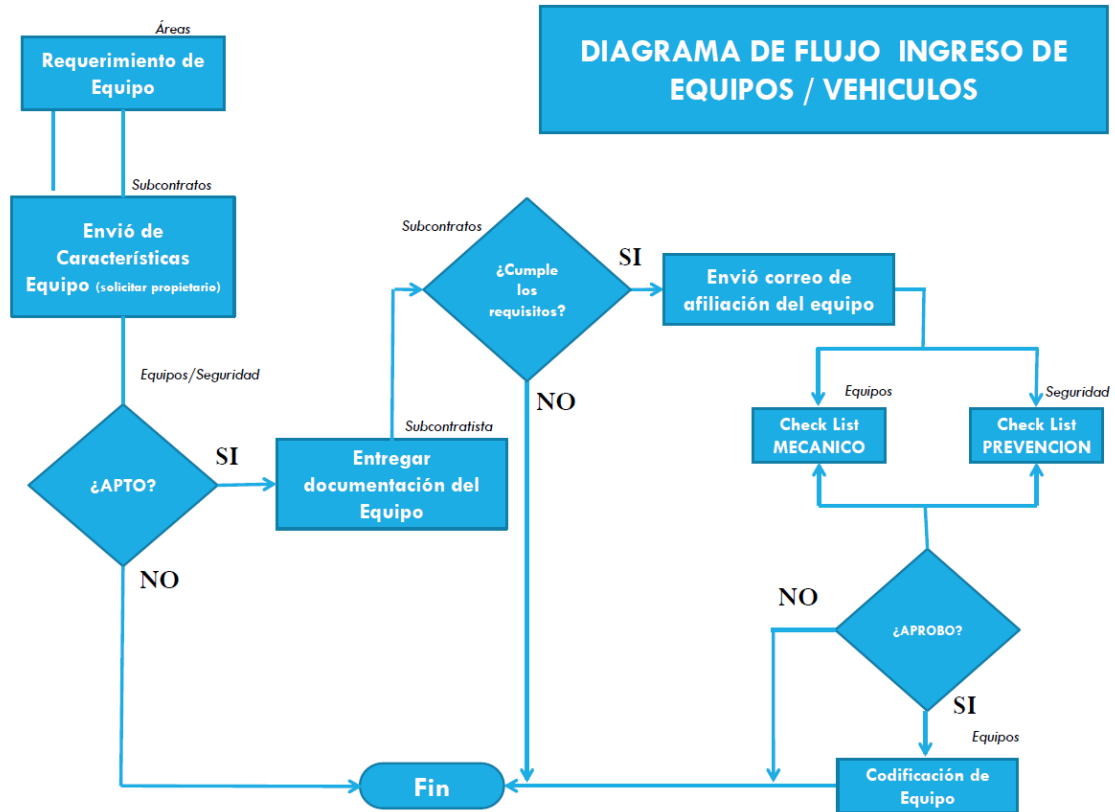 DIAGRAMA DE FLUJO INGRESO DE
EQUIPOS / VEHICULOS
Áreas
Requerimiento de
Equipo
Subcontratos
Envió de
Características
Equipo (solicitar propietario)
Equipos/Seguridad
¿APTO?
SI
NO
Subcontratista
Entregar
documentación del
Equipo
Subcontratos
¿Cumple
los
requisitos?
SI
NO
Envió correo de
afiliación del equipo
Equipos
Check List
MECANICO
Seguridad
Check List
PREVENCION
¿APROBO?
NO
SI
Equipos
Codificación de
Equipo
Fin